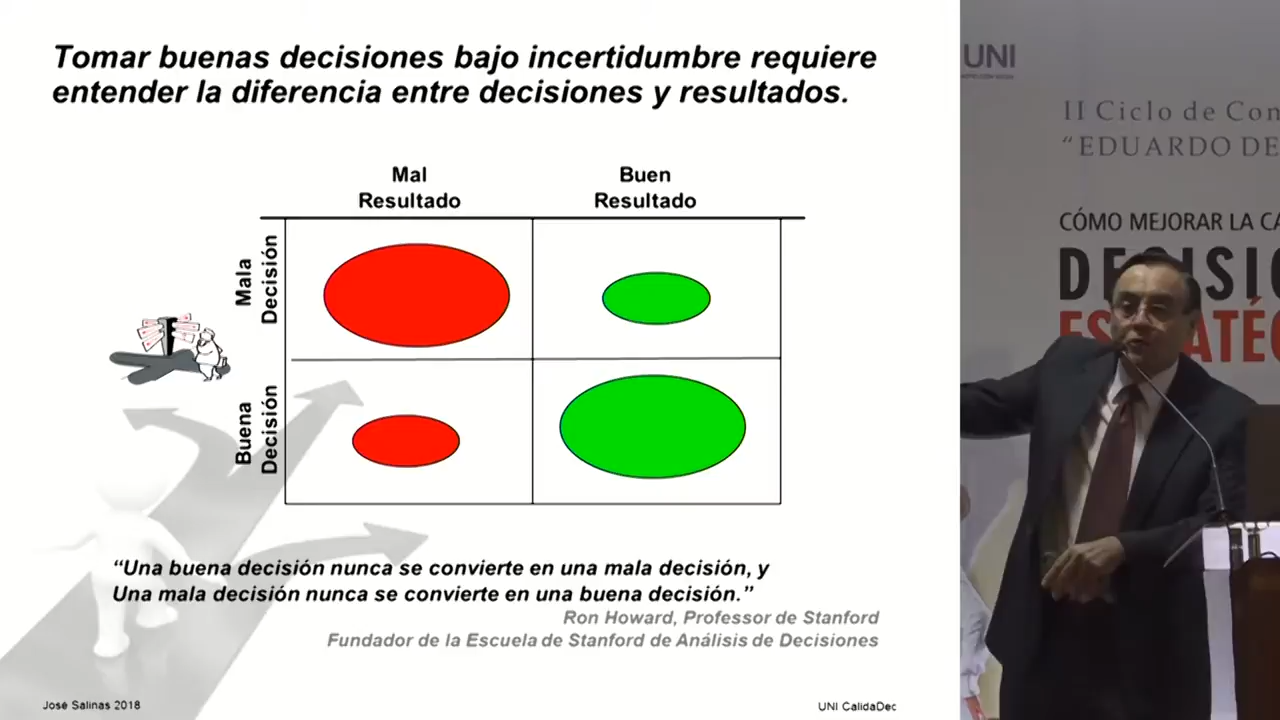 Tomar buenas decisiones bajo incertidumbre requiere
entender la diferencia entre decisiones y resultados.
Mal
Resultado
Buen
Resultado
Mala
Decisión
Buena
Decisión
“Una buena decisión nunca se convierte en una mala decisión, y
Una mala decisión nunca se convierte en una buena decisión.”
Ron Howard, Professor de Stanford
Fundador de la Escuela de Stanford de Análisis de Decisiones
José Salinas 2018
UNI CalidaDec
UNI
II Ciclo de Con
“EDUARDO DE
CÓMO MEJORAR LA CA